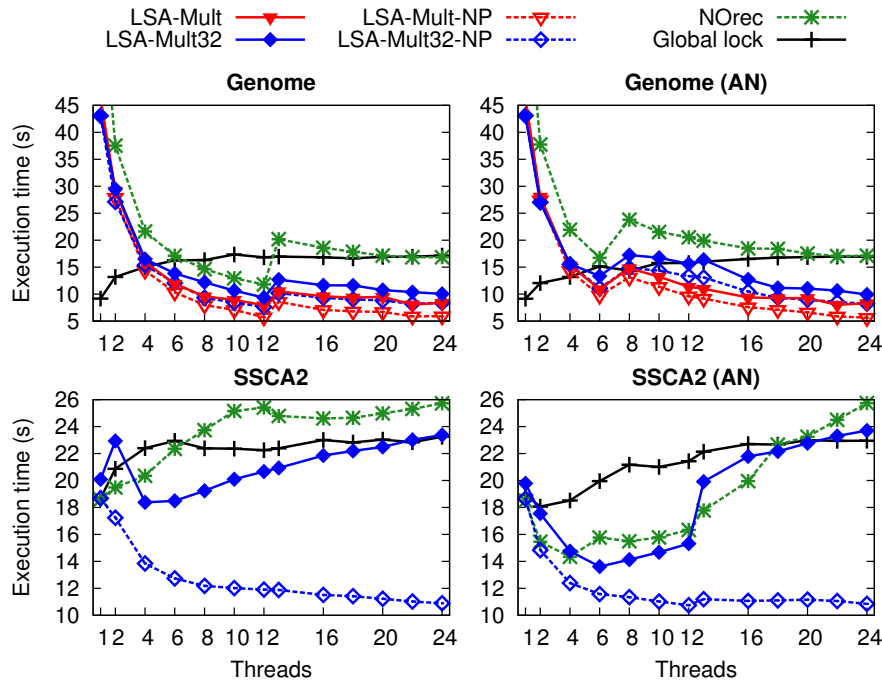 LSA-Mult LSA-Mult-NP NOrec
LSA-Mult32 LSA-Mult32-NP Global lock
Genome
Execution time (s)
45
40
35
30
25
20
15
10
5
1 2 4 6 8 10 12 16 20 24
Genome (AN)
Execution time (s)
45
40
35
30
25
20
15
10
5
1 2 4 6 8 10 12 16 20 24
SSCA2
Execution time (s)
26
24
22
20
18
16
14
12
10
1 2 4 6 8 10 12 16 20 24
Threads
SSCA2 (AN)
Execution time (s)
26
24
22
20
18
16
14
12
10
1 2 4 6 8 10 12 16 20 24
Threads